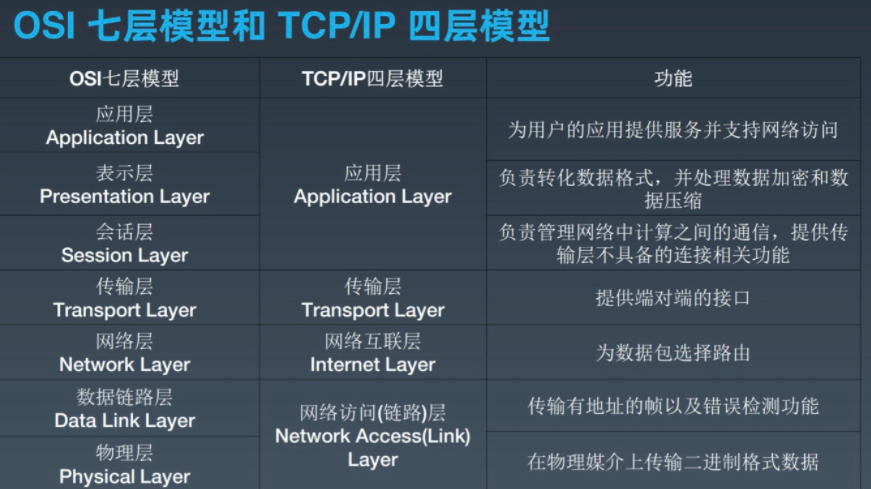 OSI 七层模型和 TCP/IP 四层模型
OSI七层模型
TCP/IP四层模型
功能
应用层
Application Layer
应用层
Application Layer
为用户的应用提供服务并支持网络访问
表示层
Presentation Layer
负责转化数据格式，并处理数据加密和数
据压缩
会话层
Session Layer
负责管理网络中计算之间的通信，提供传
输层不具备的连接相关功能
传输层
Transport Layer
传输层
Transport Layer
提供端对端的接口
网络层
Network Layer
网络互联层
Internet Layer
为数据包选择路由
数据链路层
Data Link Layer
网络访问(链路)层
Network Access(Link)
Layer
传输有地址的帧以及错误检测功能
物理层
Physical Layer
在物理媒介上传输二进制格式数据